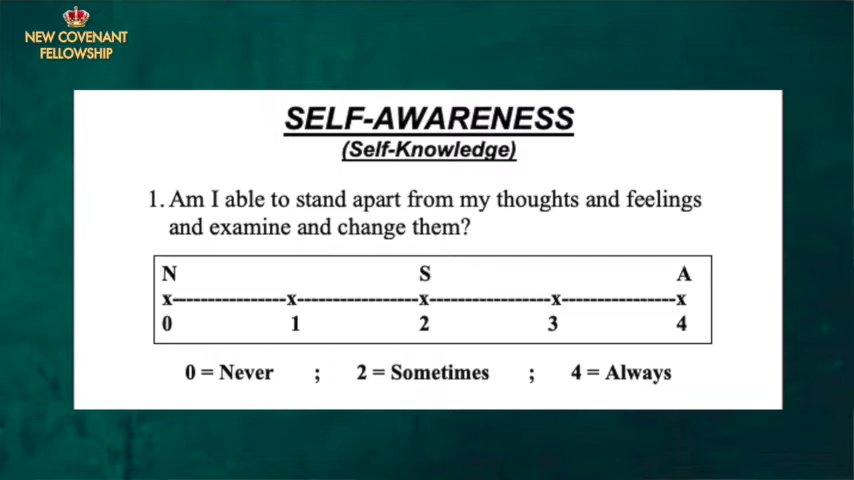 NEW COVENANT
FELLOWSHIP
SELF-AWARENESS
(Self-Knowledge)
1. Am I able to stand apart from my thoughts and feelings
and examine and change them?
N S A
x----------------x-----------------x-----------------x----------------x
0 1 2 3 4
0 = Never ; 2 = Sometimes ; 4 = Always